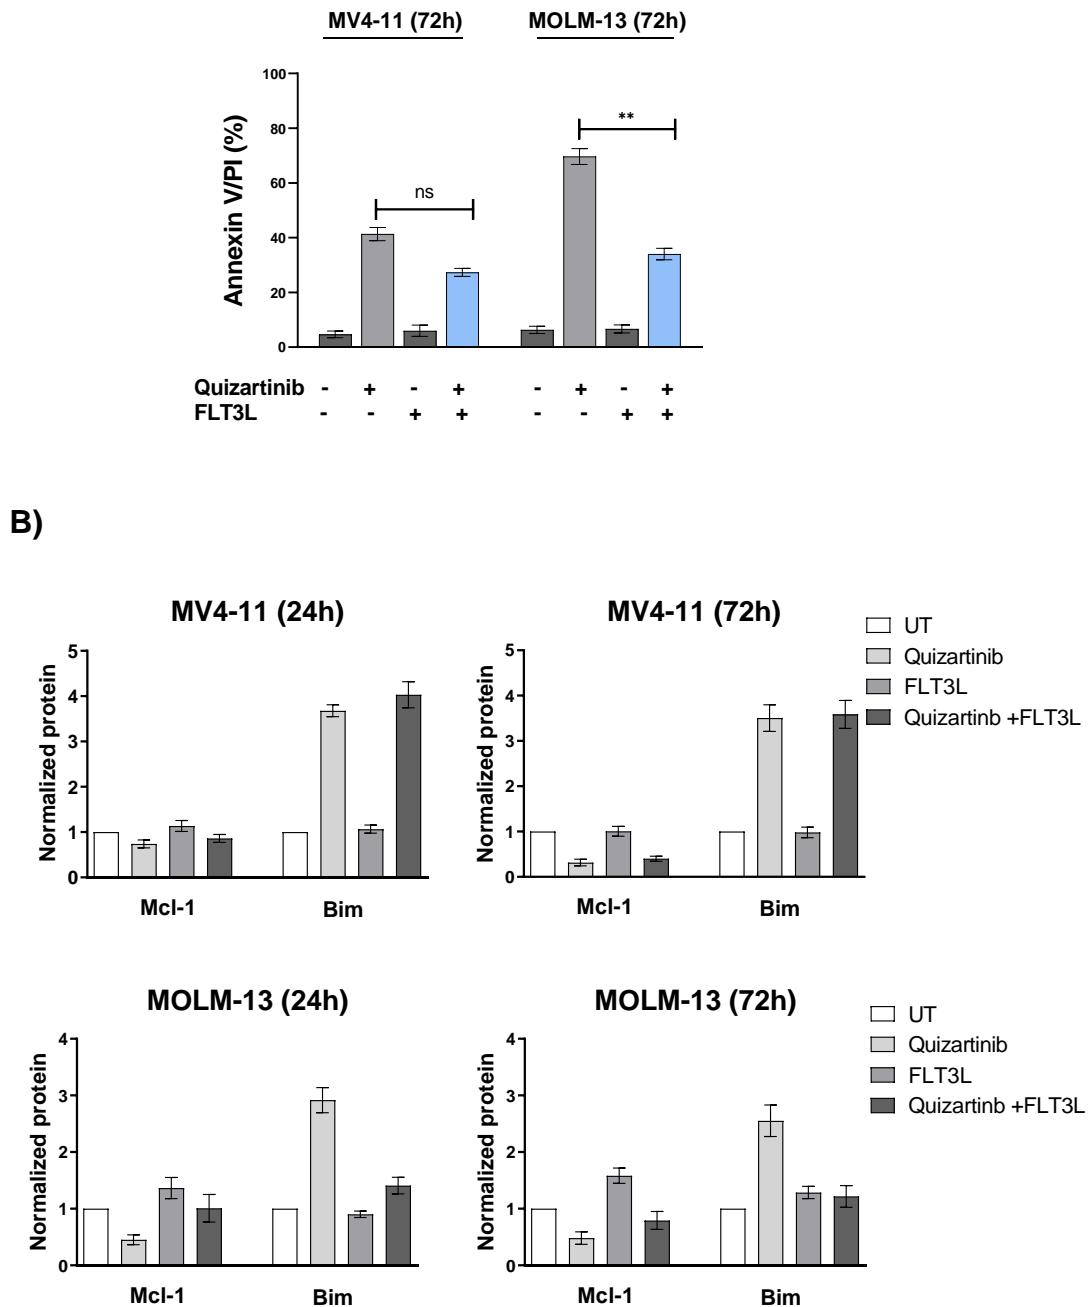 MV4-11 (72h) MOLM-13 (72h)
100
80
60
40
20
0
Annexin V/PI (%)
ns
**
Quizartinib - + - + - + - +
FLT3L - - + + - - + +
B)
MV4-11 (24h)
5
4
3
2
1
0
Normalized protein
Mcl-1 Bim
MV4-11 (72h)
5
4
3
2
1
0
Normalized protein
Mcl-1 Bim
UT
Quizartinib
FLT3L
Quizartinb +FLT3L
MOLM-13 (24h)
4
3
2
1
0
Normalized protein
Mcl-1 Bim
MOLM-13 (72h)
4
3
2
1
0
Normalized protein
Mcl-1 Bim
UT
Quizartinib
FLT3L
Quizartinb +FLT3L